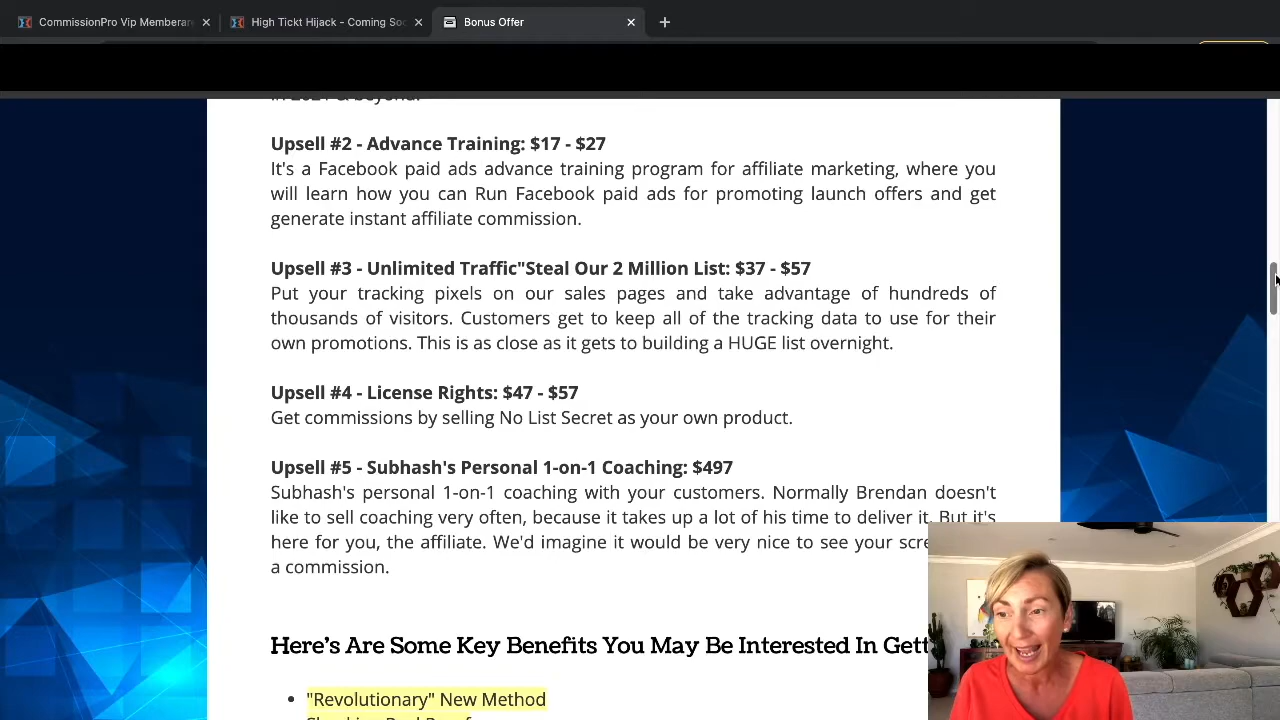 CommissionPro Vip Memberar
High Tickt Hijack - Coming Soo
Bonus Offer
in 2021 & beyond.
Upsell #2 - Advance Training: $17 - $27
It's a Facebook paid ads advance training program for affiliate marketing, where you
will learn how you can Run Facebook paid ads for promoting launch offers and get
generate instant affiliate commission.
Upsell #3 - Unlimited Traffic"Steal Our 2 Million List: $37 - $57
Put your tracking pixels on our sales pages and take advantage of hundreds of
thousands of visitors. Customers get to keep all of the tracking data to use for their
own promotions. This is as close as it gets to building a HUGE list overnight.
Upsell #4 - License Rights: $47 - $57
Get commissions by selling No List Secret as your own product.
Upsell #5 - Subhash's Personal 1-on-1 Coaching: $497
Subhash's personal 1-on-1 coaching with your customers. Normally Brendan doesn't
like to sell coaching very often, because it takes up a lot of his time to deliver it. But it's
here for you, the affiliate. We'd imagine it would be very nice to see your scre
a commission.
Here's Are Some Key Benefits You May Be Interested In Gett
"Revolutionary" New Method